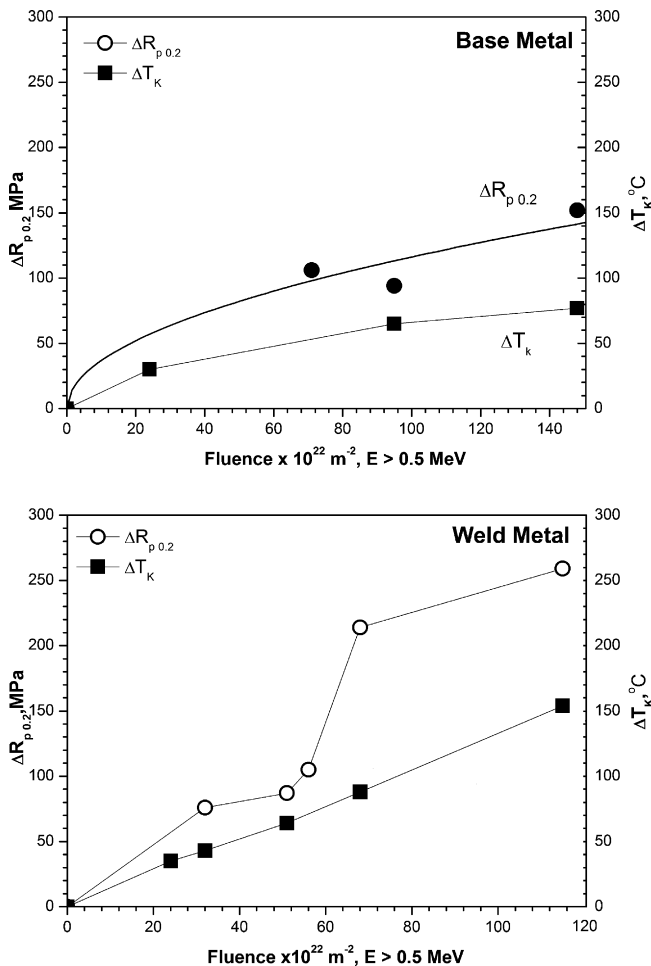 Base Metal
ΔRp 0.2
ΔTK
300
250
200
150
100
50
0
ΔRp 0.2, MPa
300
250
200
150
100
50
0
ΔTK, °C
ΔRp 0.2
ΔTk
0 20 40 60 80 100 120 140
Fluence x 10²² m⁻², E > 0.5 MeV
Weld Metal
ΔRp 0.2
ΔTK
300
250
200
150
100
50
0
ΔRp 0.2, MPa
300
250
200
150
100
50
0
ΔTK, °C
0 20 40 60 80 100 120
Fluence x10²² m⁻², E > 0.5 MeV